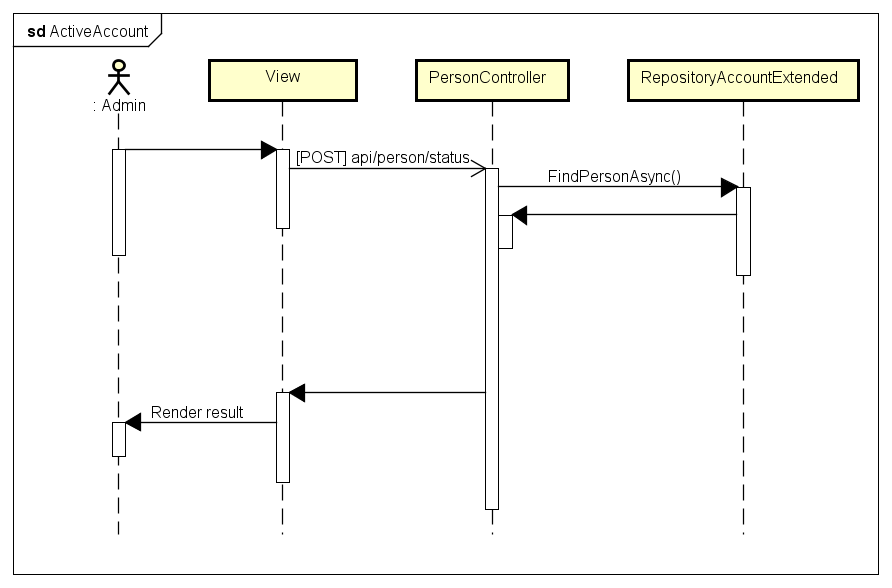 sd ActiveAccount
: Admin
View
PersonController
RepositoryAccountExtended
[POST] api/person/status
FindPersonAsync()
Render result